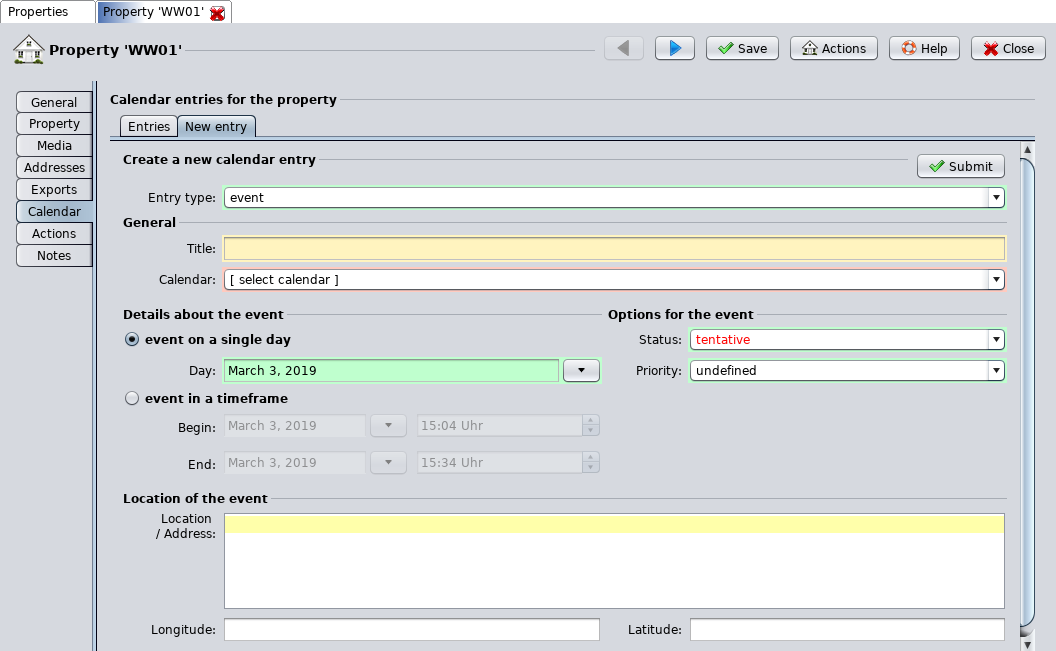 Properties
Property 'WW01'
Property 'WW01'
Save
Actions
Help
Close
General
Property
Media
Addresses
Exports
Calendar
Actions
Notes
Calendar entries for the property
Entries
New entry
Create a new calendar entry
Submit
Entry type: event
General
Title:
Calendar: [ select calendar ]
Details about the event
Options for the event
event on a single day
Status: tentative
Day: March 3, 2019
Priority: undefined
event in a timeframe
Begin: March 3, 2019 15:04 Uhr
End: March 3, 2019 15:34 Uhr
Location of the event
Location
/ Address:
Longitude:
Latitude: